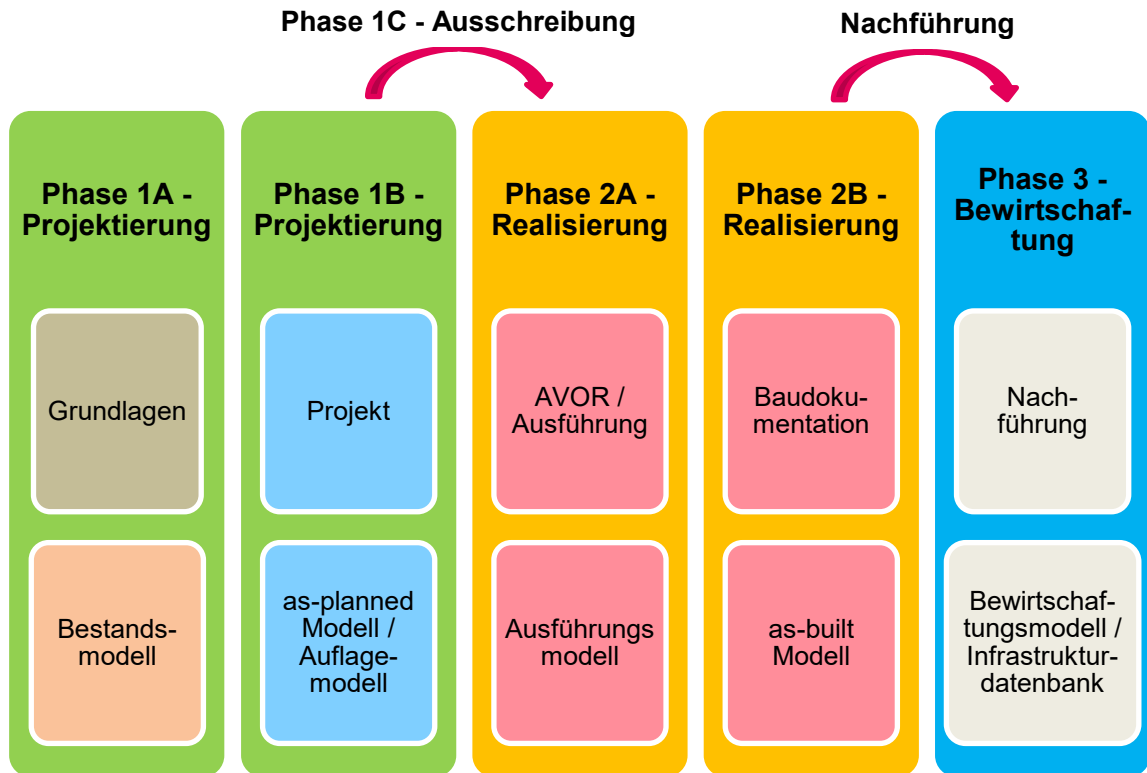 Phase 1C - Ausschreibung
Nachführung
Phase 1A -
Projektierung
Phase 1B -
Projektierung
Phase 2A -
Realisierung
Phase 2B -
Realisierung
Phase 3 -
Bewirtschaf-
tung
Grundlagen
Projekt
AVOR /
Ausführung
Baudoku-
mentation
Nach-
führung
Bestands-
modell
as-planned
Modell /
Auflage-
modell
Ausführungs
modell
as-built
Modell
Bewirtschaf-
tungsmodell /
Infrastruktur-
datenbank